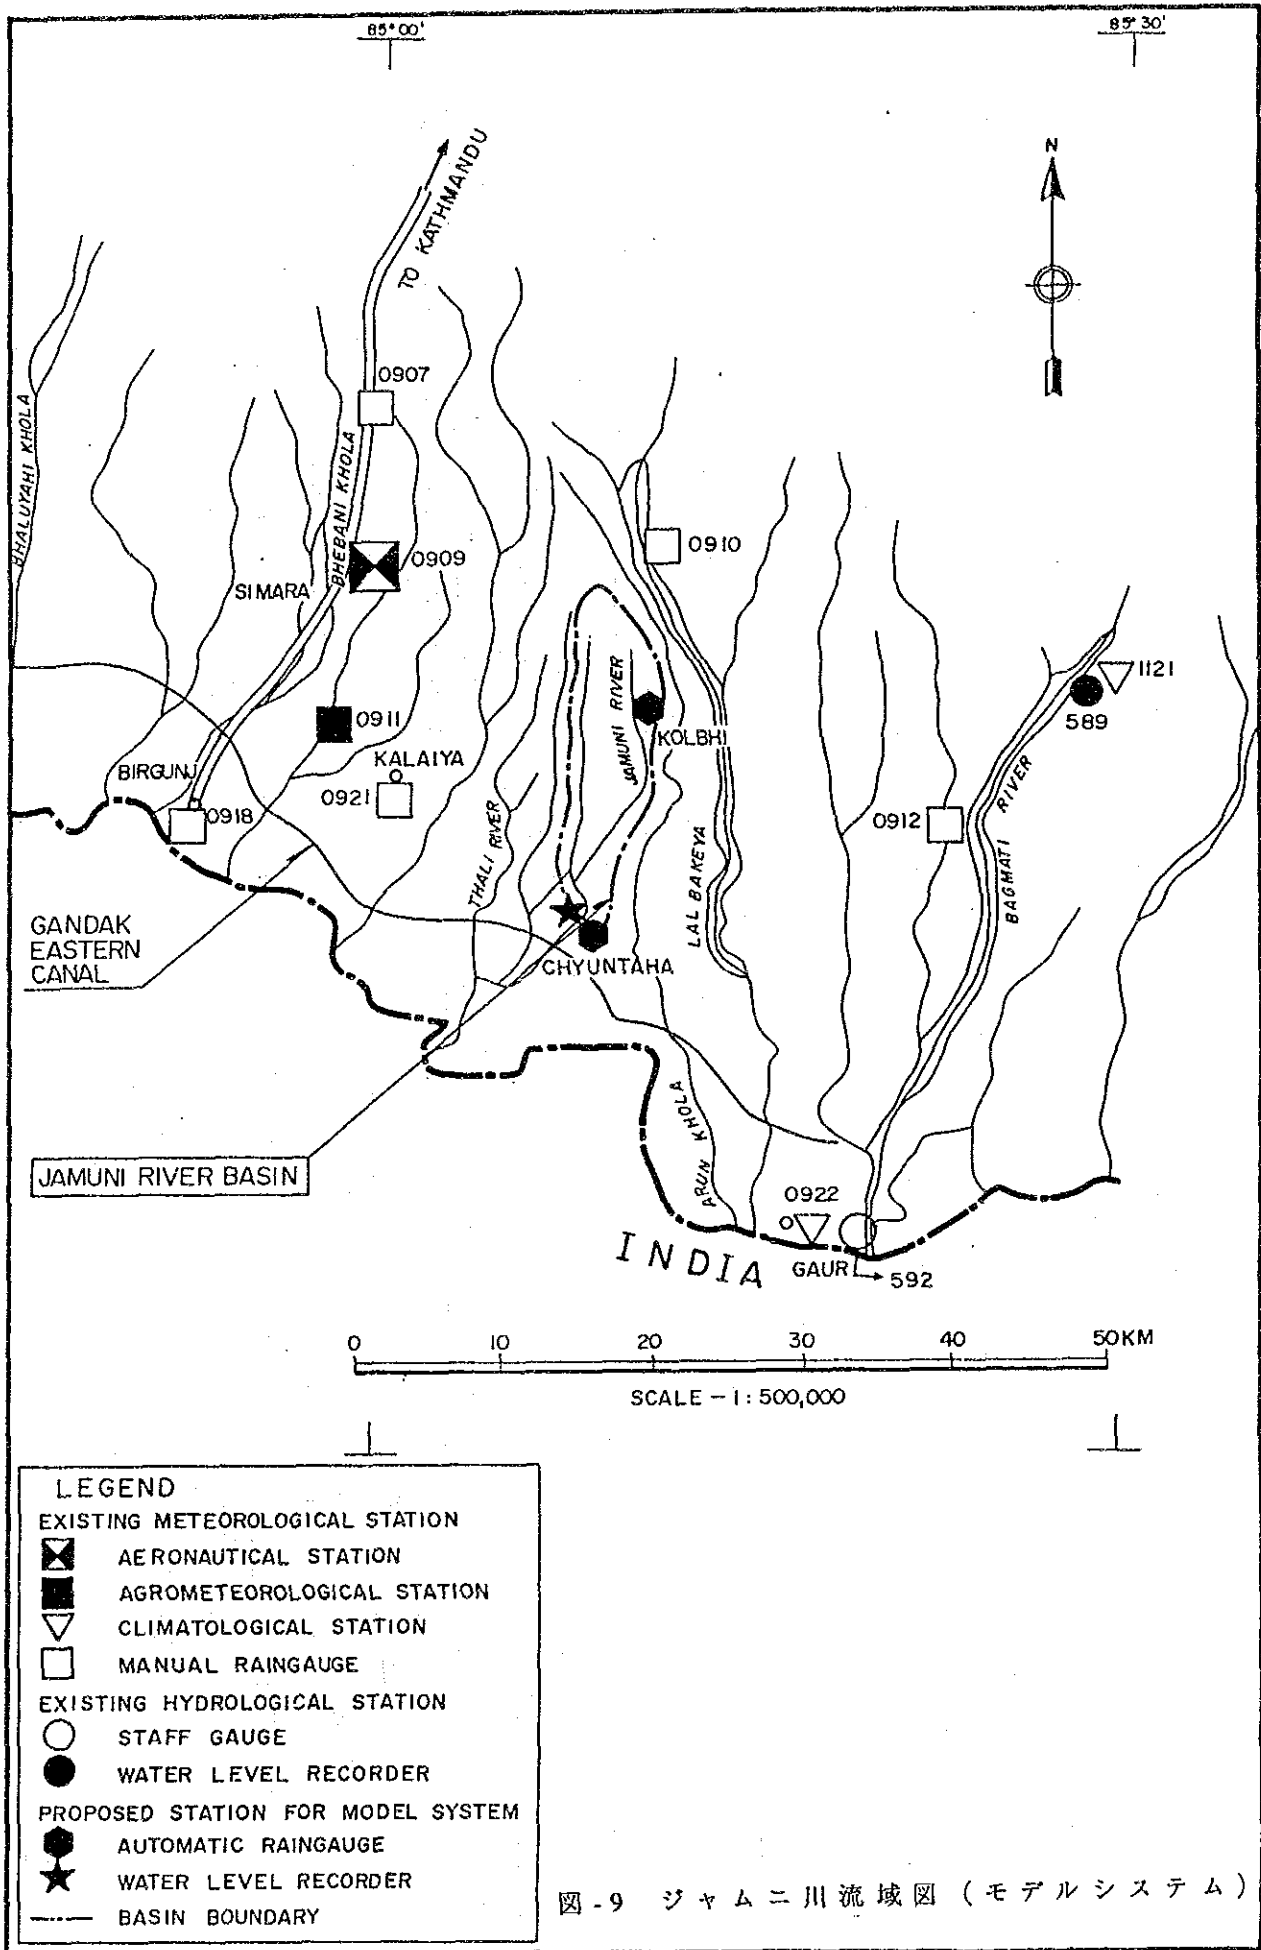 85° 00'
85° 30'
N
TO KATHMANDU
0907
BHALUYAHI KHOLA
BHEBANI KHOLA
0909
0910
SIMARA
1121
589
JAMUNI RIVER
0911
KOLBHI
KALAIYA
BIRGUNJ
0921
0918
0912
THALI RIVER
LAL BAKEYA
BAGMATI RIVER
GANDAK
EASTERN
CANAL
CHYUNTAHA
ARUN KHOLA
JAMUNI RIVER BASIN
0922
INDIA
GAUR
592
0 10 20 30 40 50 KM
SCALE - 1 : 500,000
LEGEND
EXISTING METEOROLOGICAL STATION
AERONAUTICAL STATION
AGROMETEOROLOGICAL STATION
CLIMATOLOGICAL STATION
MANUAL RAINGAUGE
EXISTING HYDROLOGICAL STATION
STAFF GAUGE
WATER LEVEL RECORDER
PROPOSED STATION FOR MODEL SYSTEM
AUTOMATIC RAINGAUGE
WATER LEVEL RECORDER
BASIN BOUNDARY
図-9 ジャムニ川流域図 (モデルシステム)